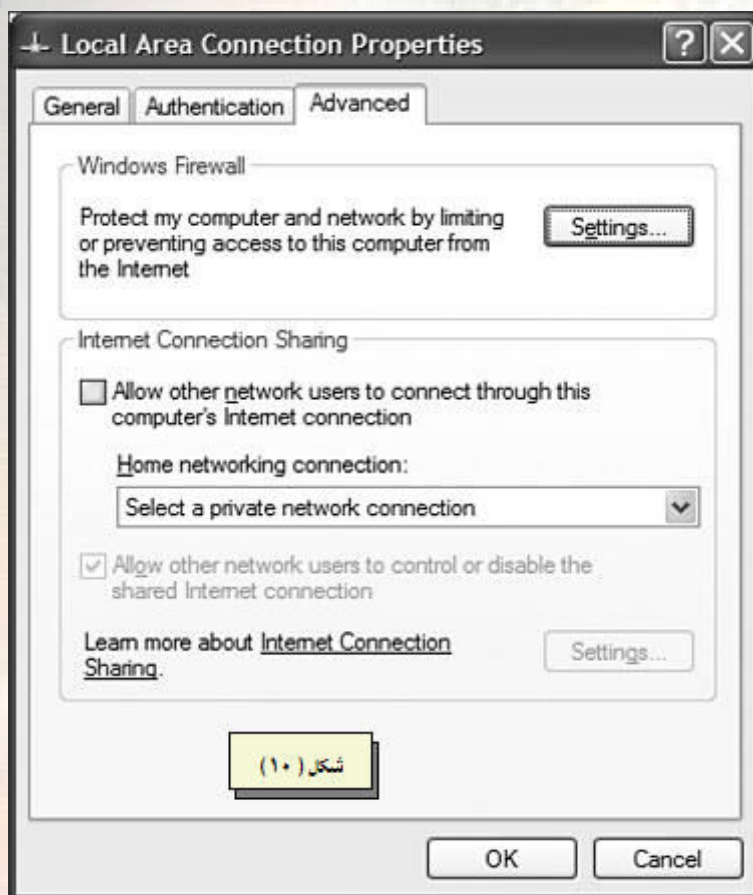 Local Area Connection Properties
General Authentication Advanced
Windows Firewall
Protect my computer and network by limiting
or preventing access to this computer from
the Internet
Settings...
Internet Connection Sharing
Allow other network users to connect through this
computer's Internet connection
Home networking connection:
Select a private network connection
Allow other network users to control or disable the
shared Internet connection
Learn more about Internet Connection
Sharing.
Settings...
شكل (١٠)
OK Cancel